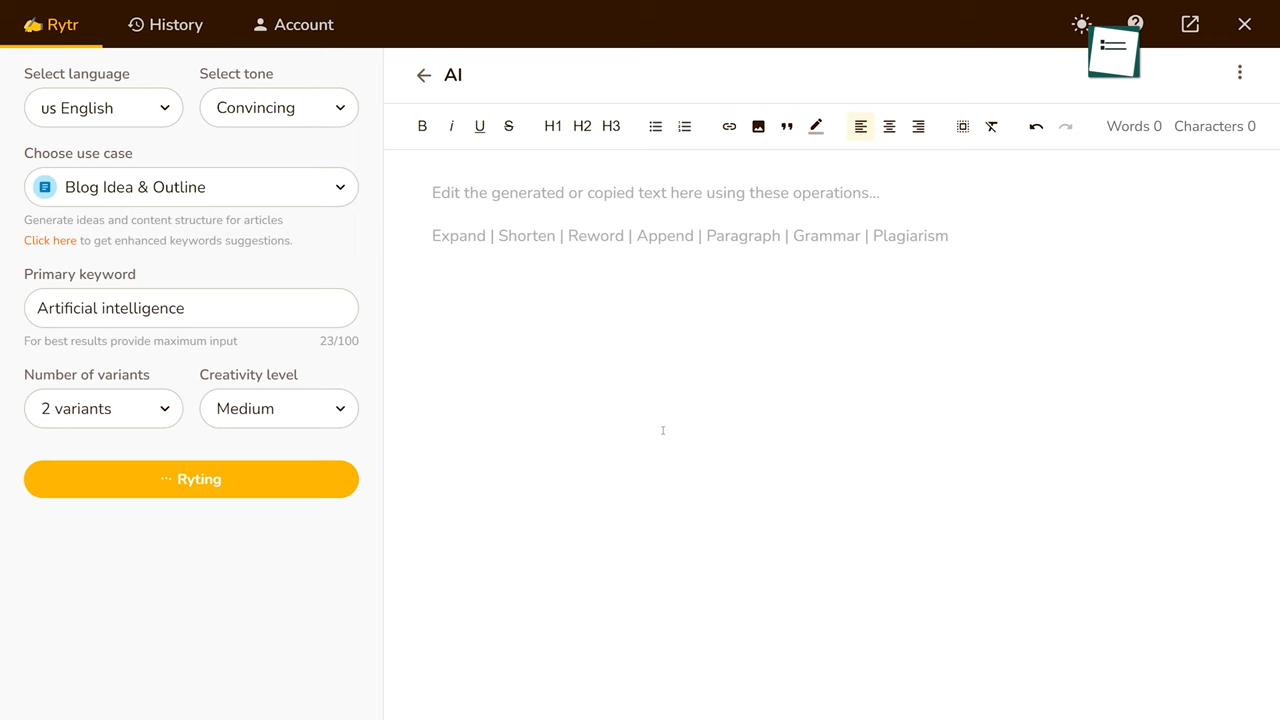 Rytr History Account
Select language Select tone
us English Convincing
Choose use case
Blog Idea & Outline
Generate ideas and content structure for articles
Click here to get enhanced keywords suggestions.
Primary keyword
Artificial intelligence
For best results provide maximum input 23/100
Number of variants Creativity level
2 variants Medium
··· Ryting
AI
B i U S H1 H2 H3 Words 0 Characters 0
Edit the generated or copied text here using these operations...
Expand | Shorten | Reword | Append | Paragraph | Grammar | Plagiarism